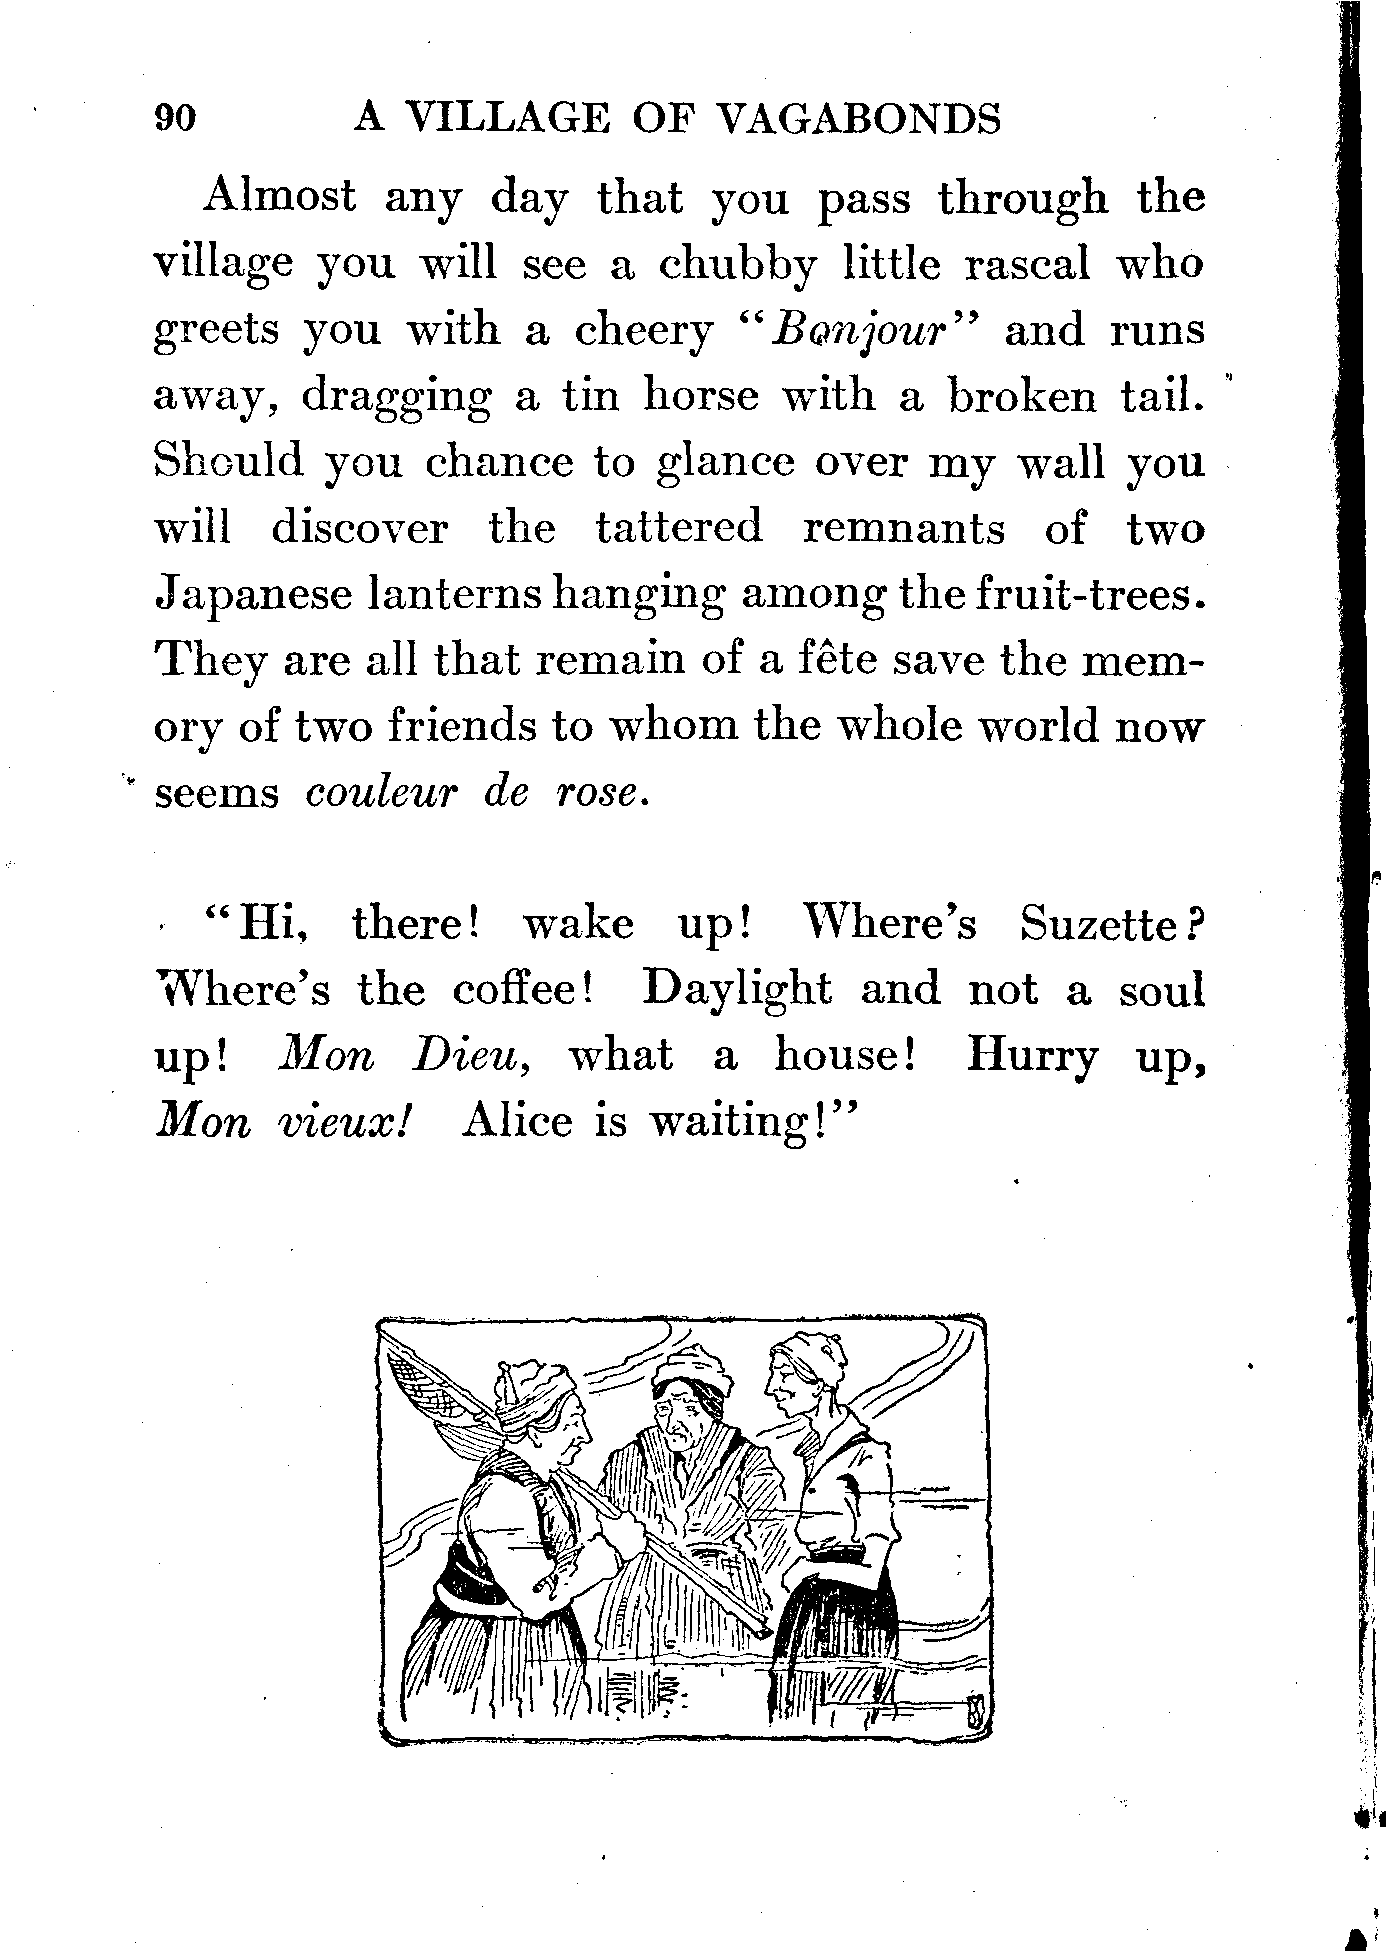 90 A VILLAGE OF VAGABONDS
Almost any day that you pass through the
village you will see a chubby little rascal who
greets you with a cheery “Bonjour” and runs
away, dragging a tin horse with a broken tail.
Should you chance to glance over my wall you
will discover the tattered remnants of two
Japanese lanterns hanging among the fruit-trees.
They are all that remain of a fête save the mem-
ory of two friends to whom the whole world now
seems couleur de rose.
“Hi, there! wake up! Where’s Suzette?
Where’s the coffee! Daylight and not a soul
up! Mon Dieu, what a house! Hurry up,
Mon vieux! Alice is waiting!”